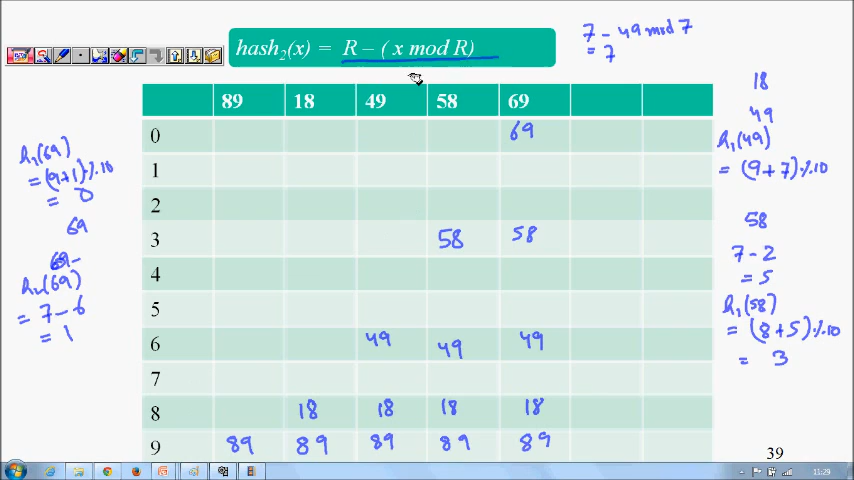 hash2(x) = R – ( x mod R)
7 - 49 mod 7
= 7
89 18 49 58 69
0 69
1
2
3 58 58
4
5
6 49 49 49
7
8 18 18 18 18
9 89 89 89 89 89
h1(69)
= (9+1)%10
= 0
69
69-
h2(69)
= 7-6
= 1
18
49
h1(49)
= (9+7)%10
58
7-2
= 5
h1(58)
= (8+5)%10
= 3
39
11:29